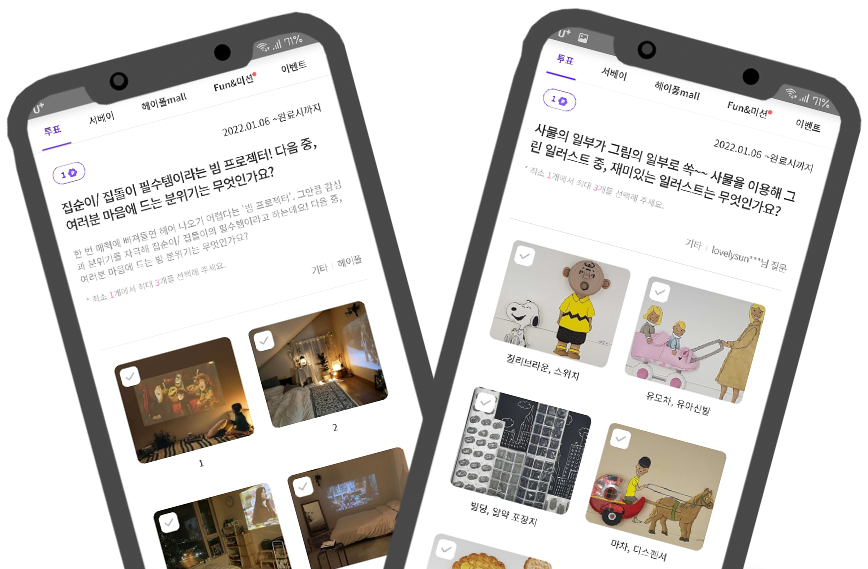 U+
71%
투표
서베이
헤이폴mall
Fun&미션
이벤트
1
2022.01.06 ~완료시까지
집순이/ 집돌이 필수템이라는 빔 프로젝터! 다음 중,
여러분 마음에 드는 분위기는 무엇인가요?
한 번 매력에 빠져들면 헤어 나오기 어렵다는 '빔 프로젝터', 그만큼 감성
과 분위기를 자극해 집순이/ 집돌이의 필수템이라고 하는데요! 다음 중,
여러분 마음에 드는 빔 분위기는 무엇인가요?
* 최소 1개에서 최대 3개를 선택해 주세요.
기타 | 헤이폴
1
2
U+
71%
투표
서베이
헤이폴mall
Fun&미션
이벤트
1
2022.01.06 ~완료시까지
사물의 일부가 그림의 일부로 쏙~~ 사물을 이용해 그
린 일러스트 중, 재미있는 일러스트는 무엇인가요?
* 최소 1개에서 최대 3개를 선택해 주세요.
기타 | lovelysun***님 질문
찰리브라운, 스위치
유모차, 유아신발
빌딩, 알약 포장지
마차, 디스펜서